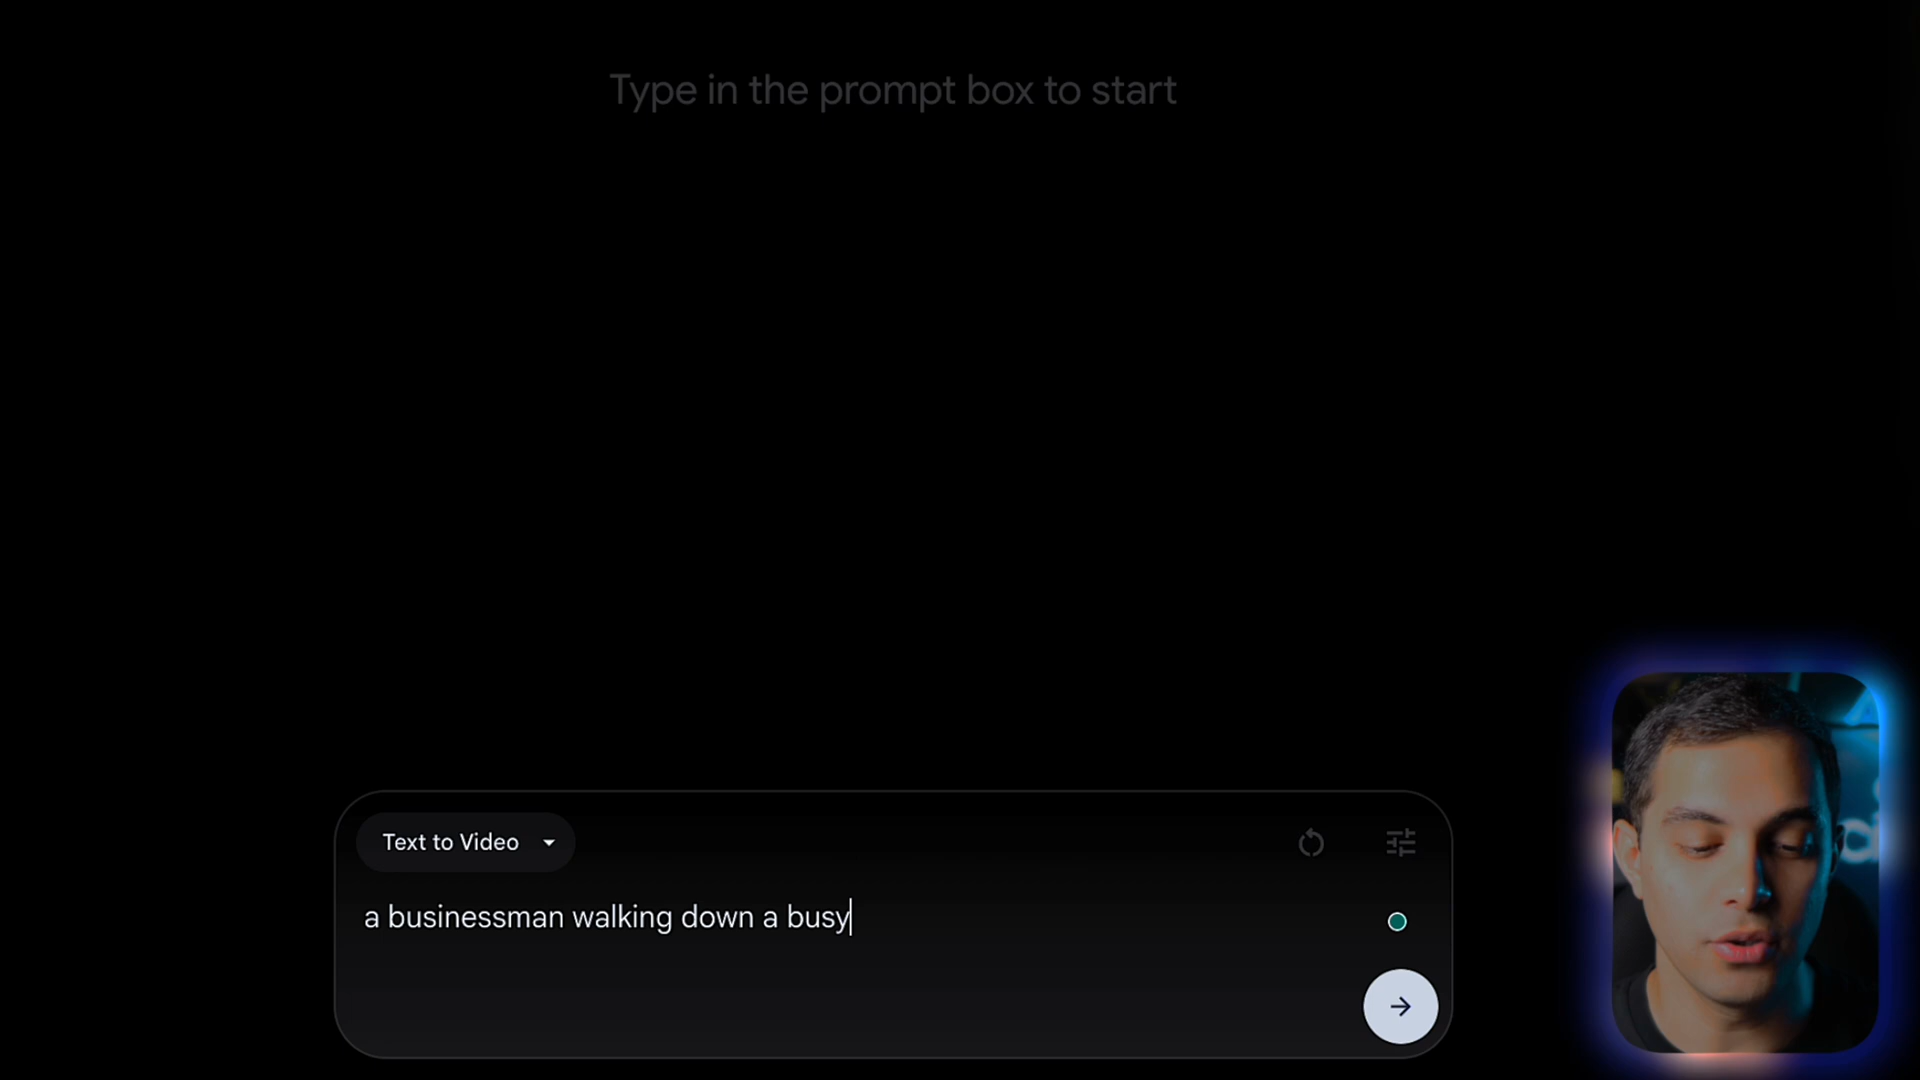 Type in the prompt box to start
Text to Video
a businessman walking down a busy